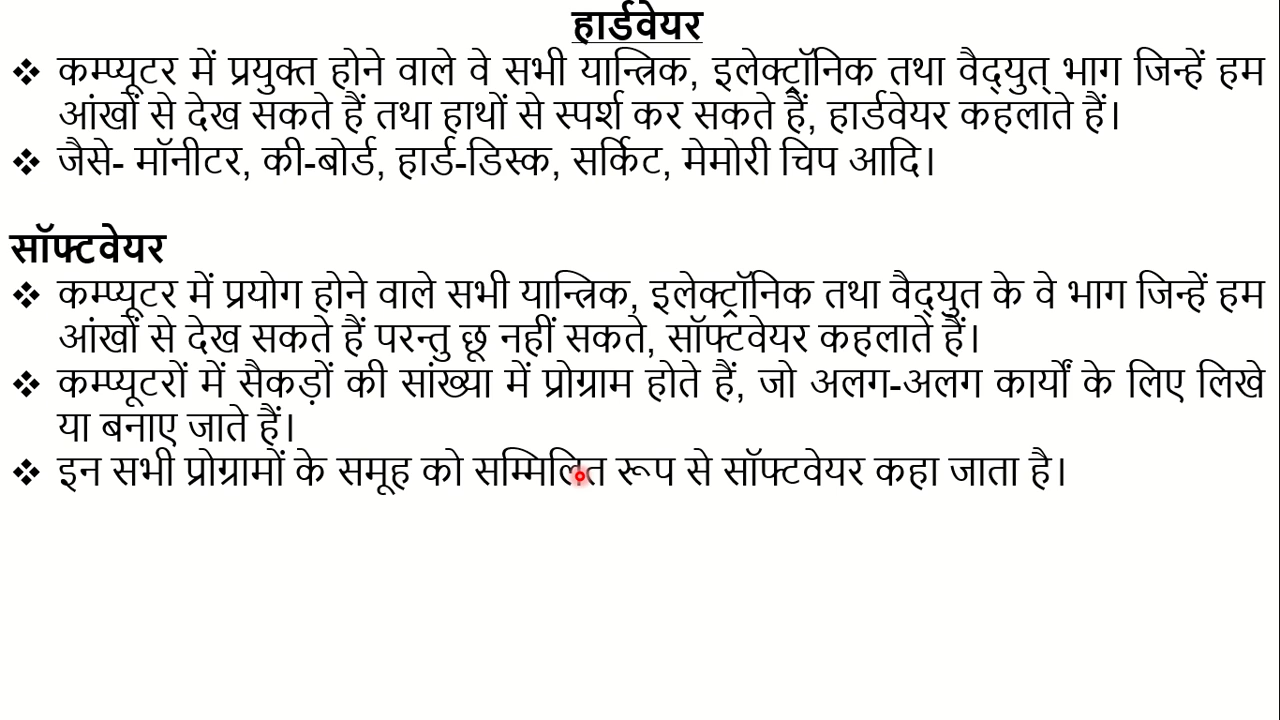 हार्डवेयर
❖ कम्प्यूटर में प्रयुक्त होने वाले वे सभी यान्त्रिक, इलेक्ट्रॉनिक तथा वैद्युत् भाग जिन्हें हम
आंखों से देख सकते हैं तथा हाथों से स्पर्श कर सकते हैं, हार्डवेयर कहलाते हैं।
❖ जैसे- मॉनीटर, की-बोर्ड, हार्ड-डिस्क, सर्किट, मेमोरी चिप आदि।
सॉफ्टवेयर
❖ कम्प्यूटर में प्रयोग होने वाले सभी यान्त्रिक, इलेक्ट्रॉनिक तथा वैद्युत के वे भाग जिन्हें हम
आंखों से देख सकते हैं परन्तु छू नहीं सकते, सॉफ्टवेयर कहलाते हैं।
❖ कम्प्यूटरों में सैकड़ों की सांख्या में प्रोग्राम होते हैं, जो अलग-अलग कार्यों के लिए लिखे
या बनाए जाते हैं।
❖ इन सभी प्रोग्रामों के समूह को सम्मिलित रूप से सॉफ्टवेयर कहा जाता है।